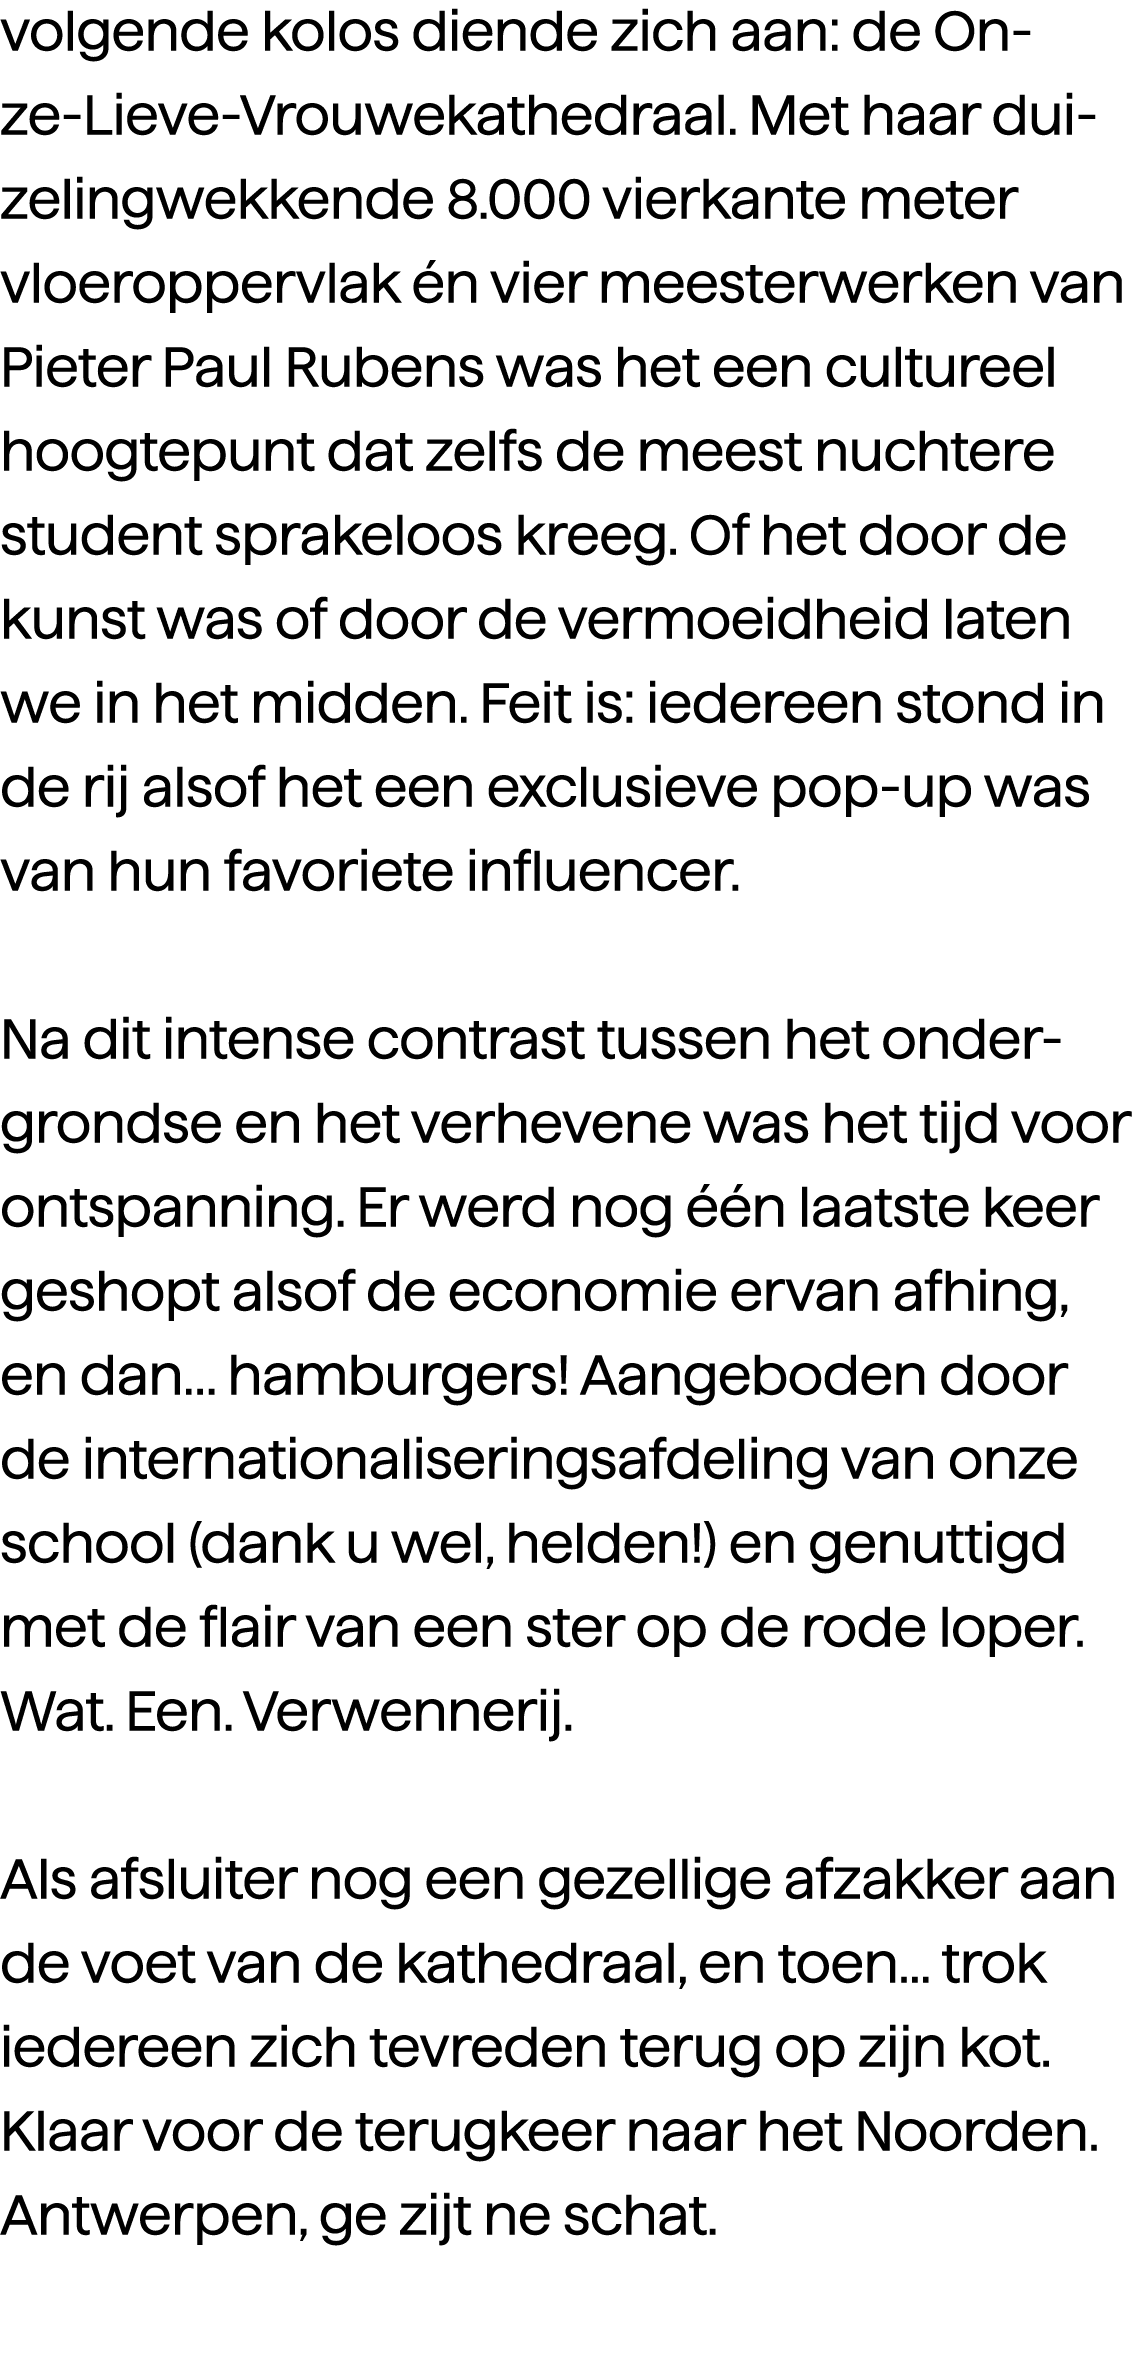 volgende kolos diende zich aan: de On-
ze-Lieve-Vrouwekathedraal. Met haar dui-
zelingwekkende 8.000 vierkante meter
vloeroppervlak én vier meesterwerken van
Pieter Paul Rubens was het een cultureel
hoogtepunt dat zelfs de meest nuchtere
student sprakeloos kreeg. Of het door de
kunst was of door de vermoeidheid laten
we in het midden. Feit is: iedereen stond in
de rij alsof het een exclusieve pop-up was
van hun favoriete influencer.
Na dit intense contrast tussen het onder-
grondse en het verhevene was het tijd voor
ontspanning. Er werd nog één laatste keer
geshopt alsof de economie ervan afhing,
en dan… hamburgers! Aangeboden door
de internationaliseringsafdeling van onze
school (dank u wel, helden!) en genuttigd
met de flair van een ster op de rode loper.
Wat. Een. Verwennerij.
Als afsluiter nog een gezellige afzakker aan
de voet van de kathedraal, en toen… trok
iedereen zich tevreden terug op zijn kot.
Klaar voor de terugkeer naar het Noorden.
Antwerpen, ge zijt ne schat.